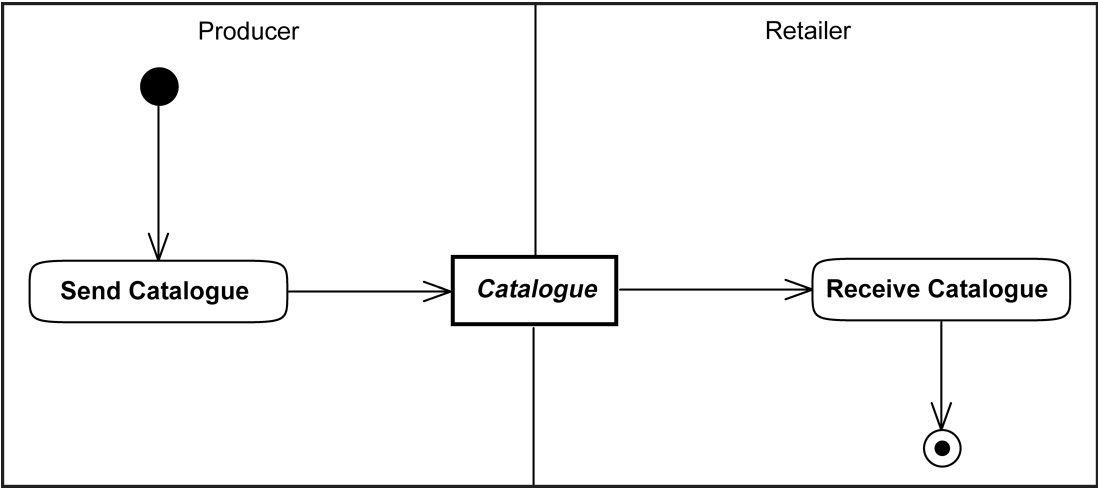 Producer
Retailer
Send Catalogue
Catalogue
Receive Catalogue